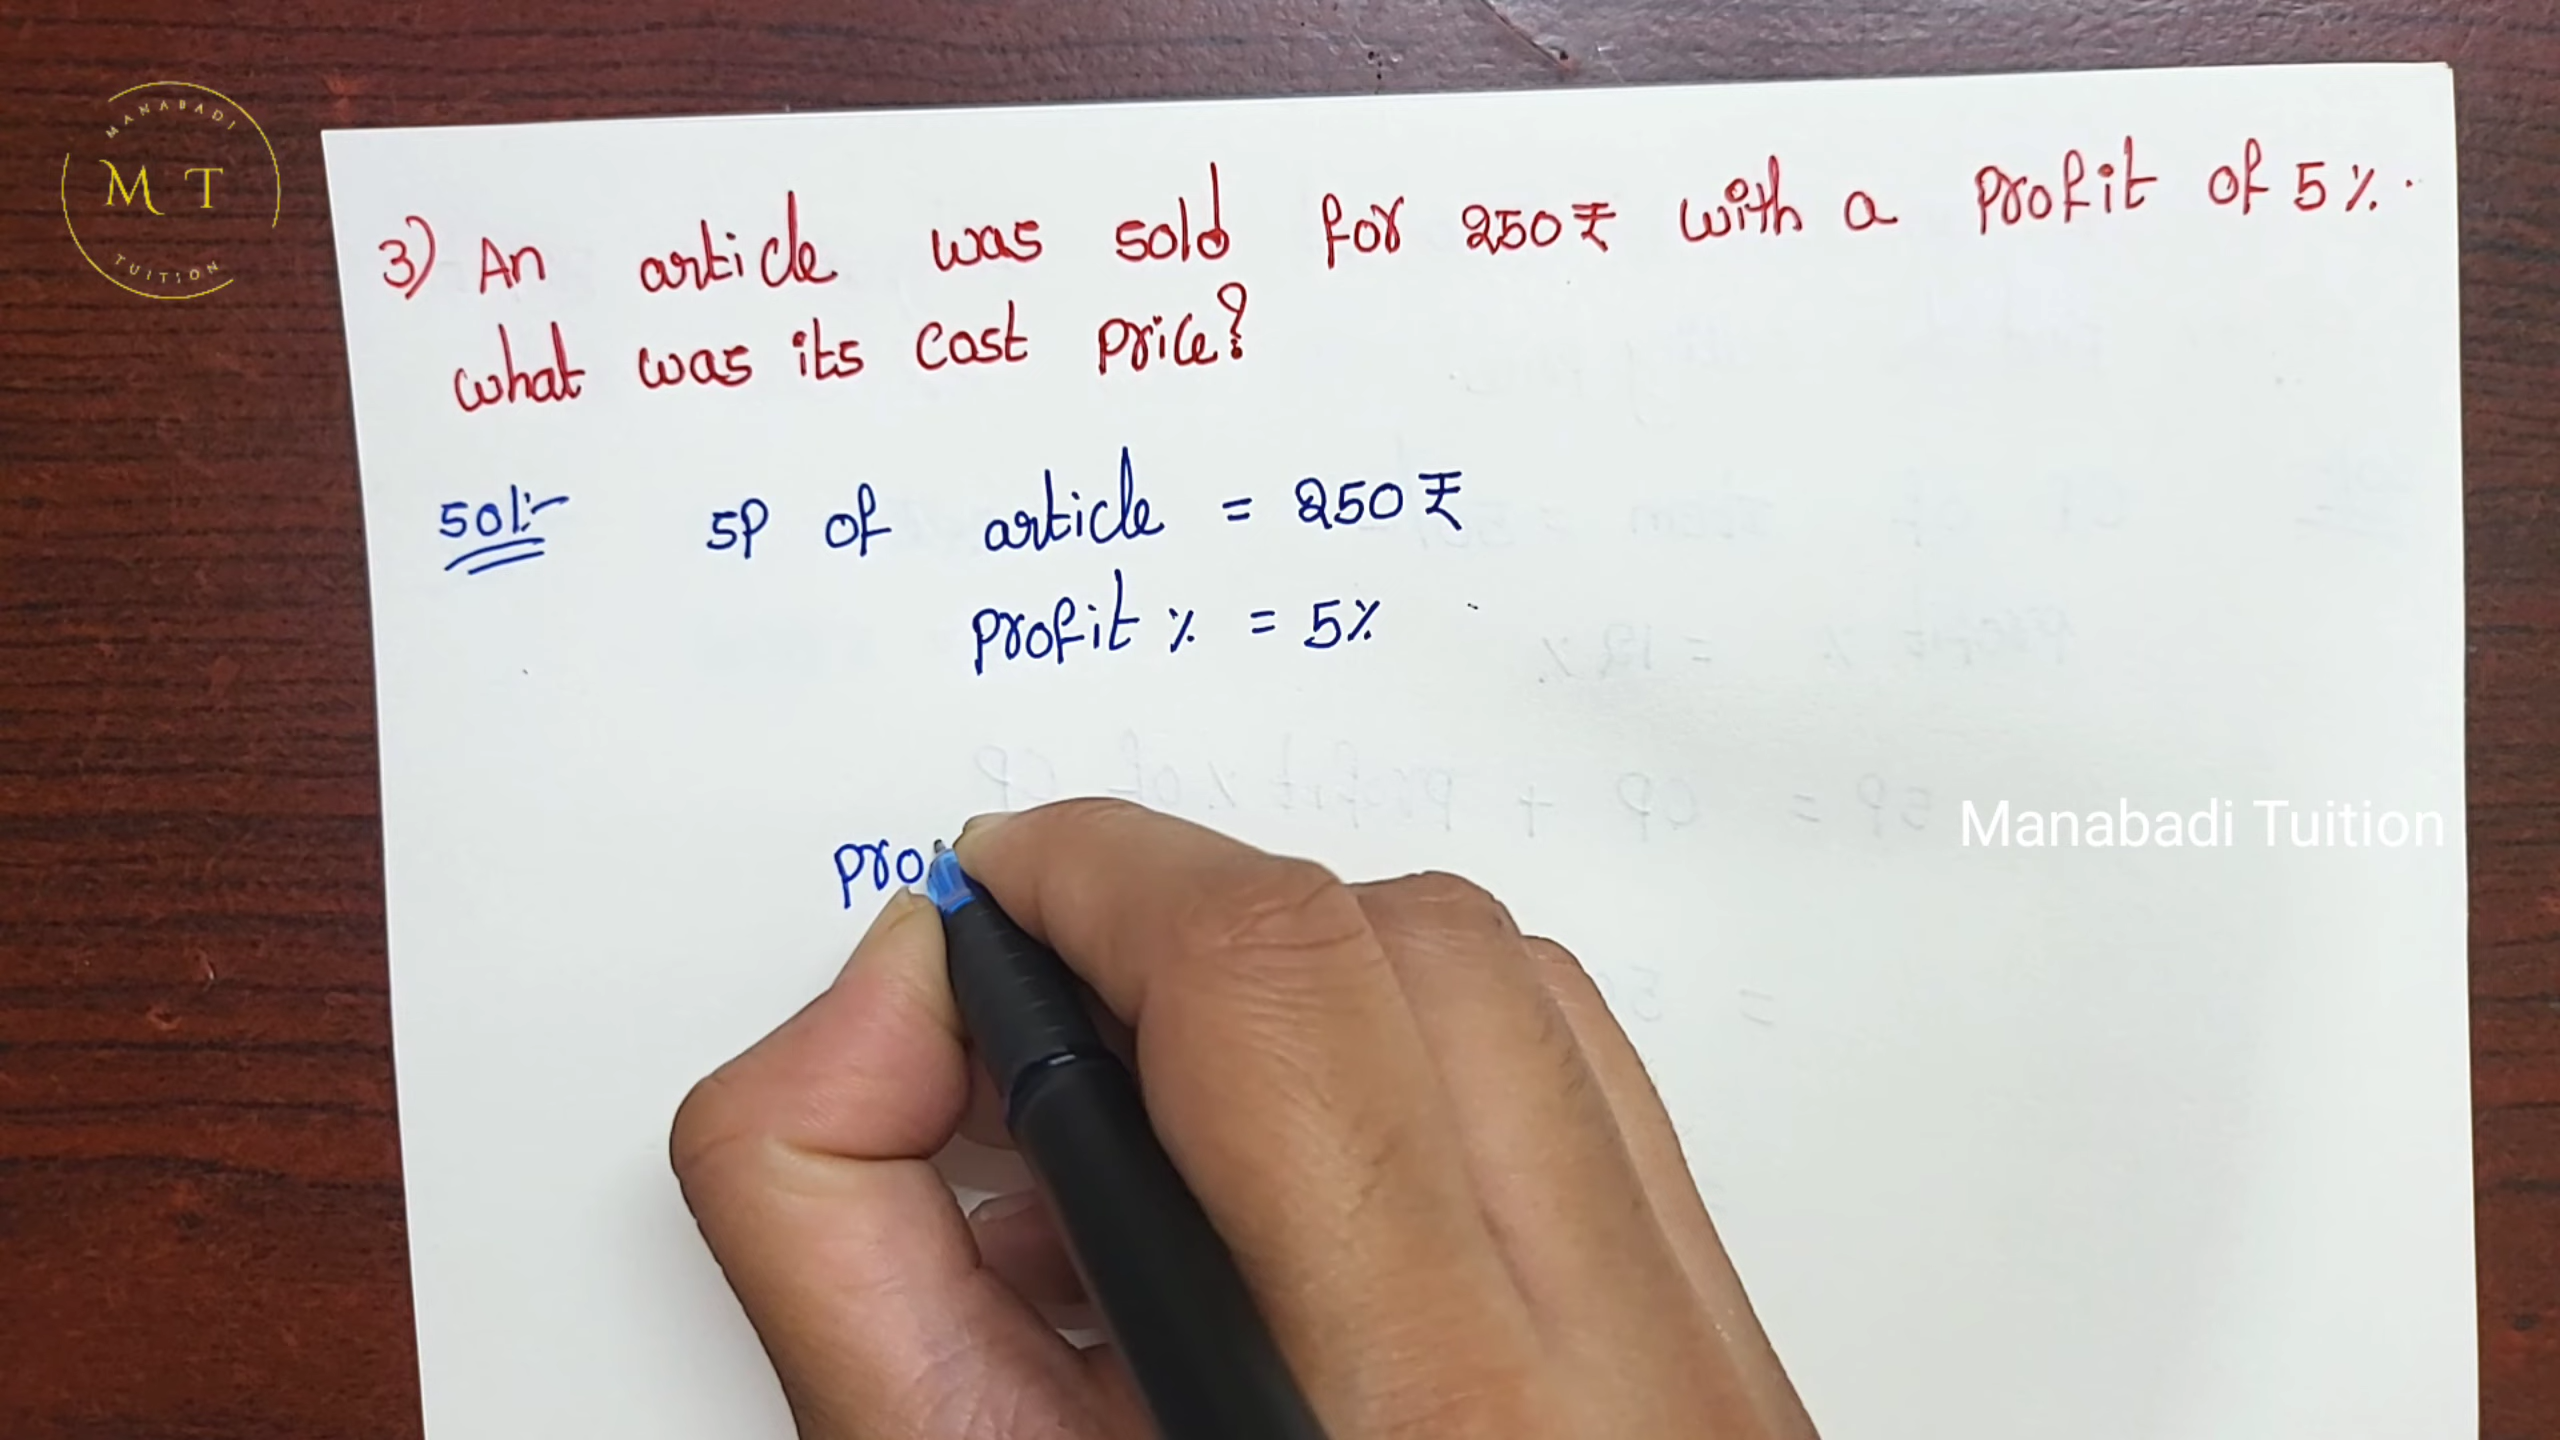 MANABADI
M T
TUITION
3) An article was sold for 250₹ with a profit of 5%.
what was its cost price?
Sol:- SP of article = 250₹
profit % = 5%
Manabadi Tuition
pro